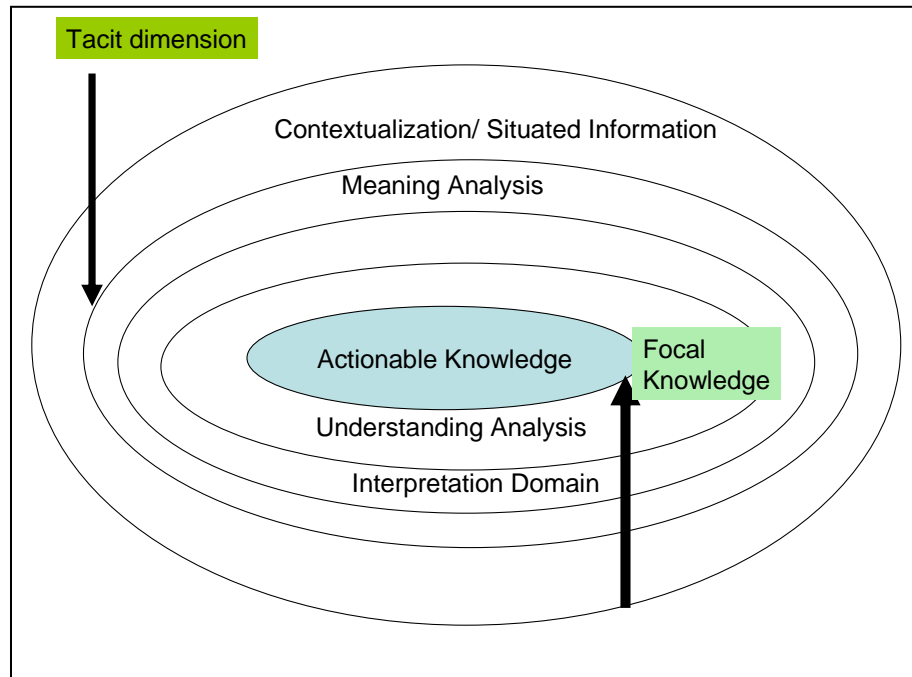 Tacit dimension
Contextualization/ Situated Information
Meaning Analysis
Actionable Knowledge
Focal
Knowledge
Understanding Analysis
Interpretation Domain